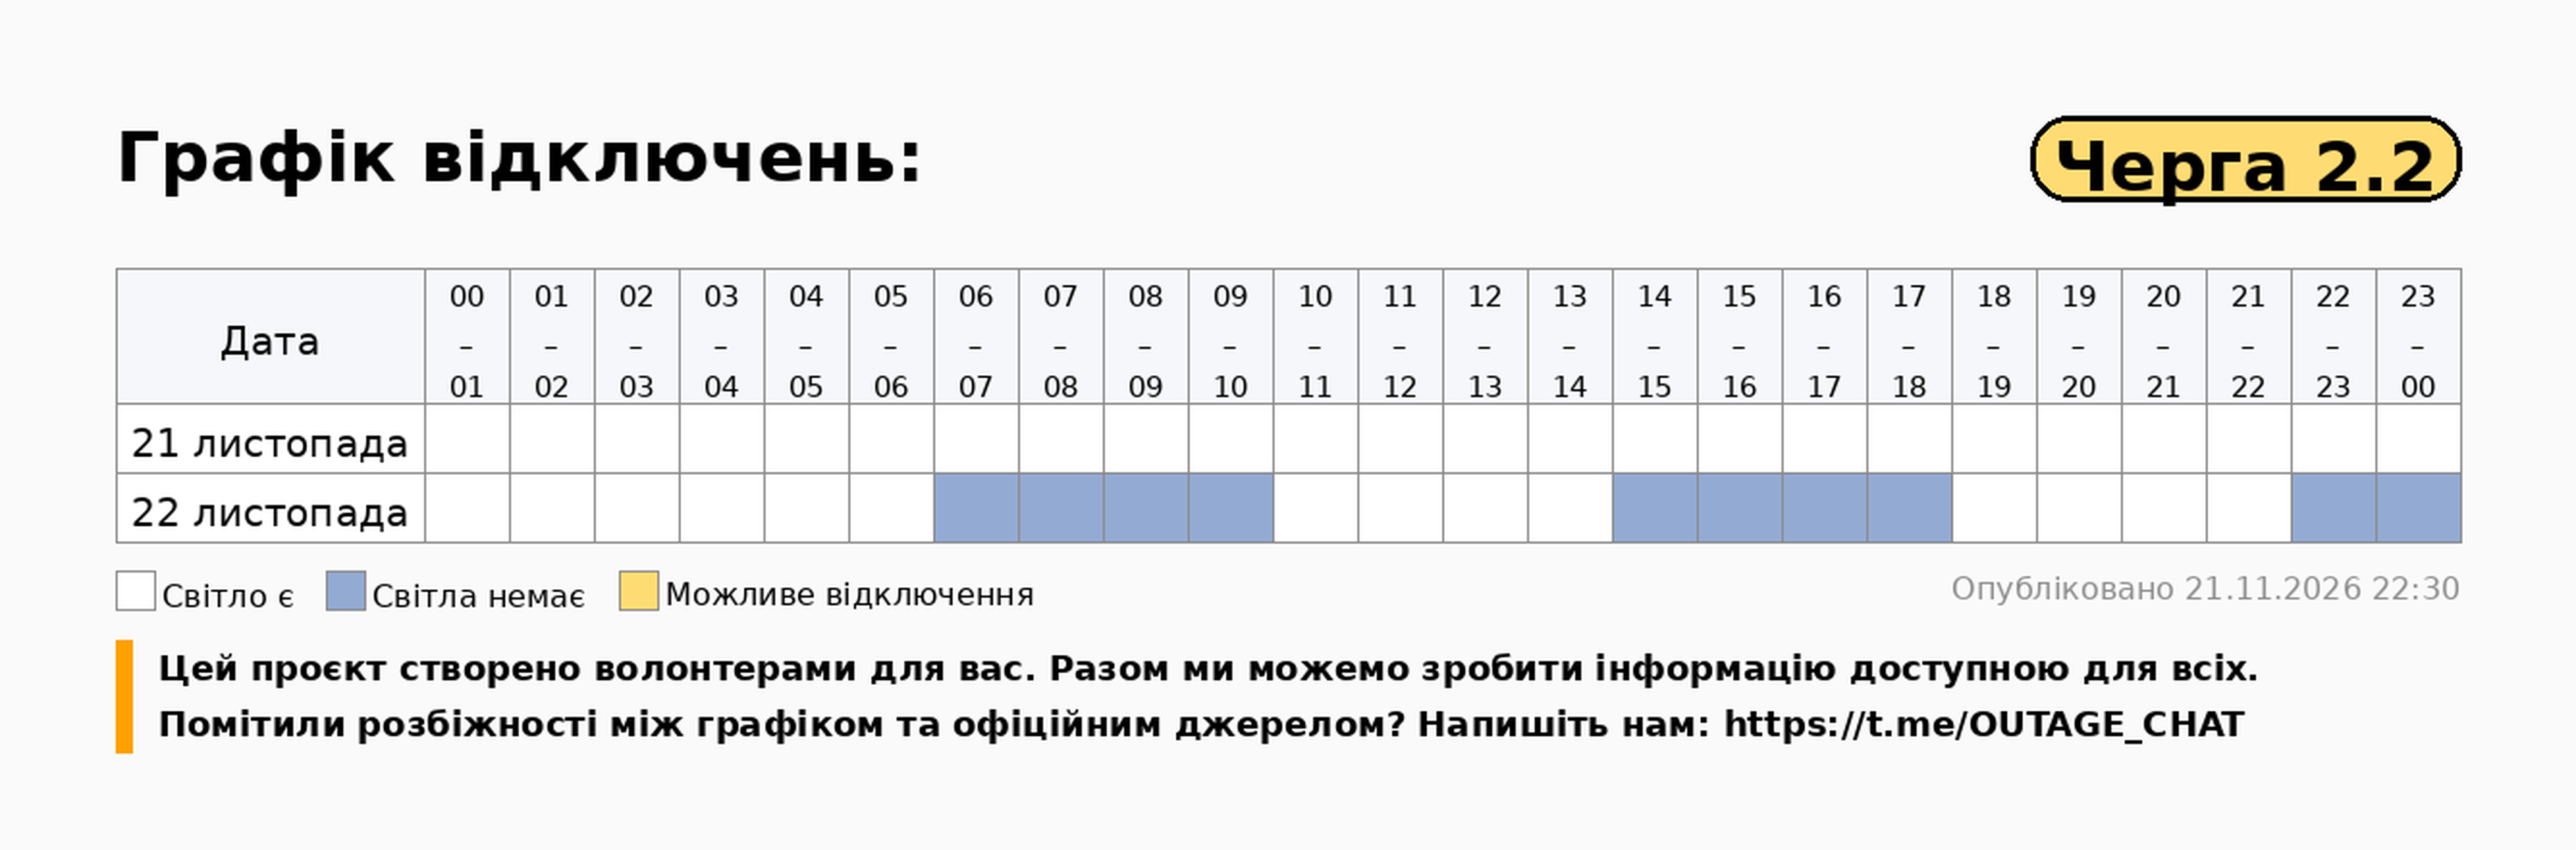 Графік відключень:
Черга 2.2
Дата 00 – 01 01 – 02 02 – 03 03 – 04 04 – 05 05 – 06 06 – 07 07 – 08 08 – 09 09 – 10 10 – 11 11 – 12 12 – 13 13 – 14 14 – 15 15 – 16 16 – 17 17 – 18 18 – 19 19 – 20 20 – 21 21 – 22 22 – 23 23 – 00
21 листопада
22 листопада
Світло є Світла немає Можливе відключення
Опубліковано 21.11.2026 22:30
Цей проєкт створено волонтерами для вас. Разом ми можемо зробити інформацію доступною для всіх.
Помітили розбіжності між графіком та офіційним джерелом? Напишіть нам: https://t.me/OUTAGE_CHAT